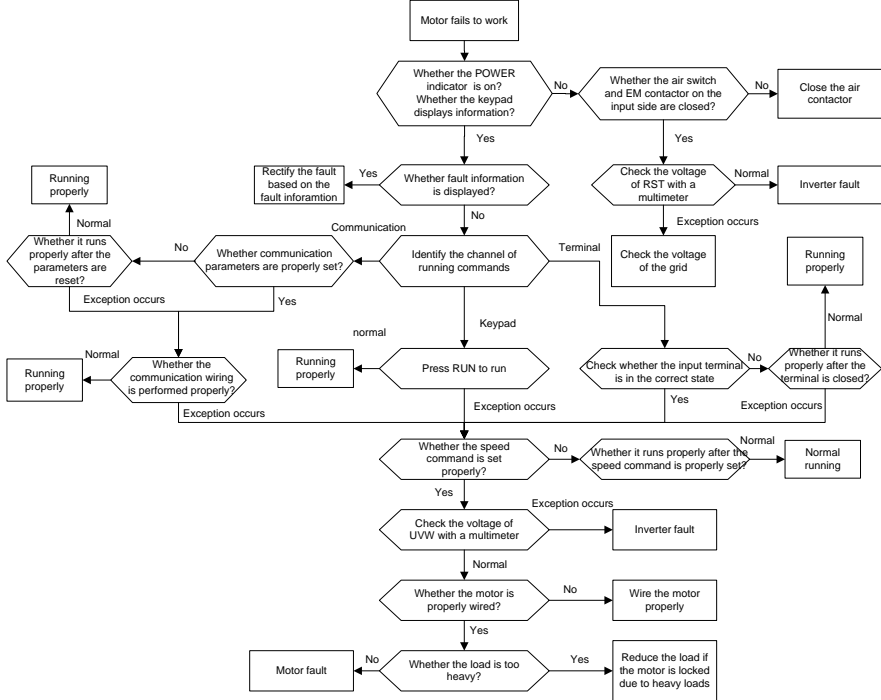 Motor fails to work
Whether the POWER
indicator is on?
Whether the keypad
displays information?
No
Whether the air switch
and EM contactor on the
input side are closed?
No
Close the air
contactor
Yes
Yes
Rectify the fault
based on the
fault inforamtion
Yes
Whether fault information
is displayed?
Check the voltage
of RST with a
multimeter
Normal
Inverter fault
Running
properly
Normal
No
Exception occurs
Communication
Whether it runs
properly after the
parameters are
reset?
No
Whether communication
parameters are properly set?
Identify the channel of
running commands
Terminal
Check the voltage
of the grid
Running
properly
Exception occurs
Yes
Keypad
Normal
normal
Running
properly
Normal
Whether the
communication wiring
is performed properly?
Running
properly
Press RUN to run
Check whether the input terminal
is in the correct state
No
Whether it runs
properly after the
terminal is closed?
Exception occurs
Exception occurs
Yes
Exception occurs
Whether the speed
command is set
properly?
No
Whether it runs properly after the
speed command is properly set?
Normal
Normal
running
Yes
Exception occurs
Check the voltage of
UVW with a multimeter
Inverter fault
Normal
Whether the motor is
properly wired?
No
Wire the motor
properly
Yes
Motor fault
No
Whether the load is too
heavy?
Yes
Reduce the load if
the motor is locked
due to heavy loads